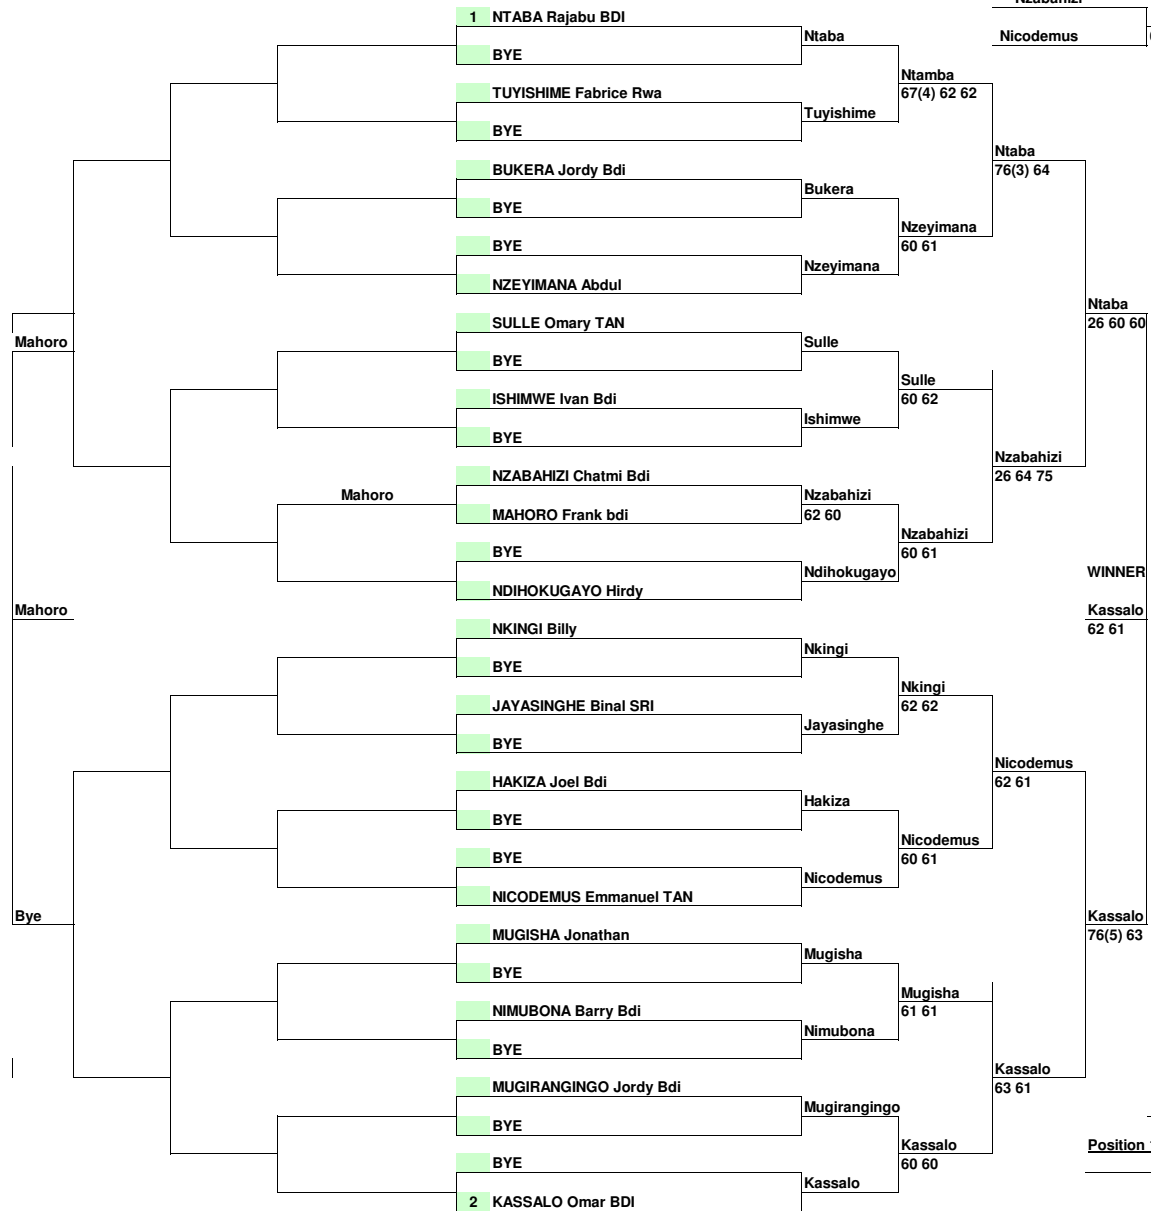 Nzabahizi
1 NTABA Rajabu BDI
Nicodemus
Ntaba
BYE
Ntamba
TUYISHIME Fabrice Rwa
67(4) 62 62
Tuyishime
BYE
Ntaba
BUKERA Jordy Bdi
76(3) 64
Bukera
BYE
Nzeyimana
BYE
60 61
Nzeyimana
NZEYIMANA Abdul
Ntaba
SULLE Omary TAN
26 60 60
Mahoro
Sulle
BYE
Sulle
ISHIMWE Ivan Bdi
60 62
Ishimwe
BYE
Nzabahizi
NZABAHIZI Chatmi Bdi
26 64 75
Mahoro
Nzabahizi
MAHORO Frank bdi
62 60
Nzabahizi
BYE
60 61
Ndihokugayo
WINNER
NDIHOKUGAYO Hirdy
Mahoro
Kassalo
NKINGI Billy
62 61
Nkingi
BYE
Nkingi
JAYASINGHE Binal SRI
62 62
Jayasinghe
BYE
Nicodemus
HAKIZA Joel Bdi
62 61
Hakiza
BYE
Nicodemus
BYE
60 61
Nicodemus
NICODEMUS Emmanuel TAN
Bye
Kassalo
MUGISHA Jonathan
76(5) 63
Mugisha
BYE
Mugisha
NIMUBONA Barry Bdi
61 61
Nimubona
BYE
Kassalo
MUGIRANGINGO Jordy Bdi
63 61
Mugirangingo
BYE
Kassalo
Position
BYE
60 60
Kassalo
2 KASSALO Omar BDI